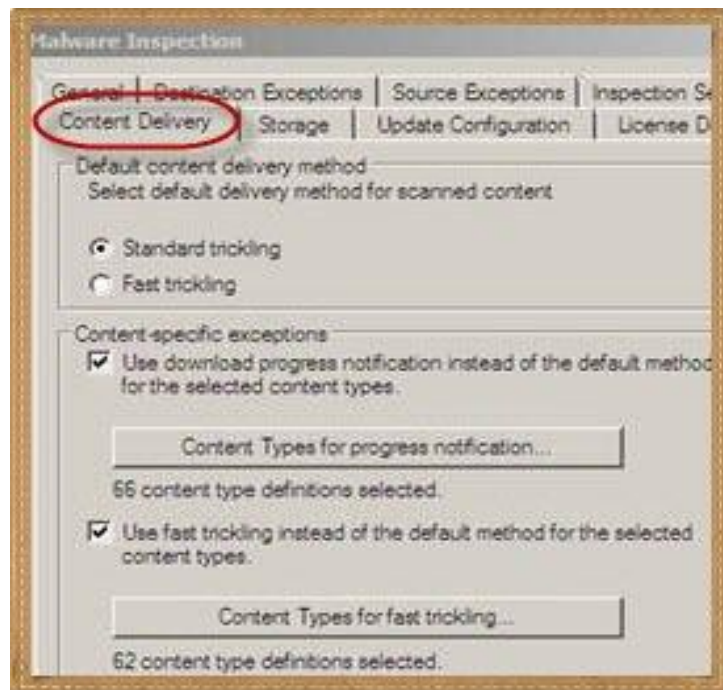 Malware Inspection
General | Destination Exceptions | Source Exceptions | Inspection Se
Content Delivery | Storage | Update Configuration | License D
Default content delivery method
Select default delivery method for scanned content
Standard trickling
Fast trickling
Content-specific exceptions
Use download progress notification instead of the default method
for the selected content types.
Content Types for progress notification...
66 content type definitions selected.
Use fast trickling instead of the default method for the selected
content types.
Content Types for fast trickling...
62 content type definitions selected.